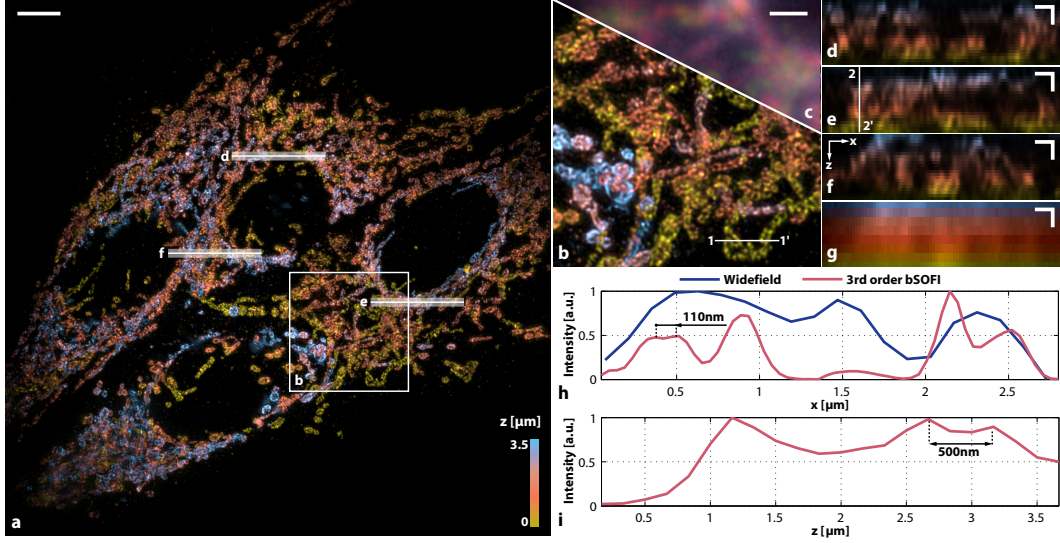 d
f
e
b
z [µm]
3.5
0
a
c
b
1
1'
d
2
2'
e
x
z
f
g
Widefield
3rd order bSOFI
Intensity [a.u.]
1
0.5
0
110nm
0.5
1
1.5
2
2.5
x [µm]
h
Intensity [a.u.]
1
0.5
0
500nm
0.5
1
1.5
2
2.5
3
3.5
z [µm]
i